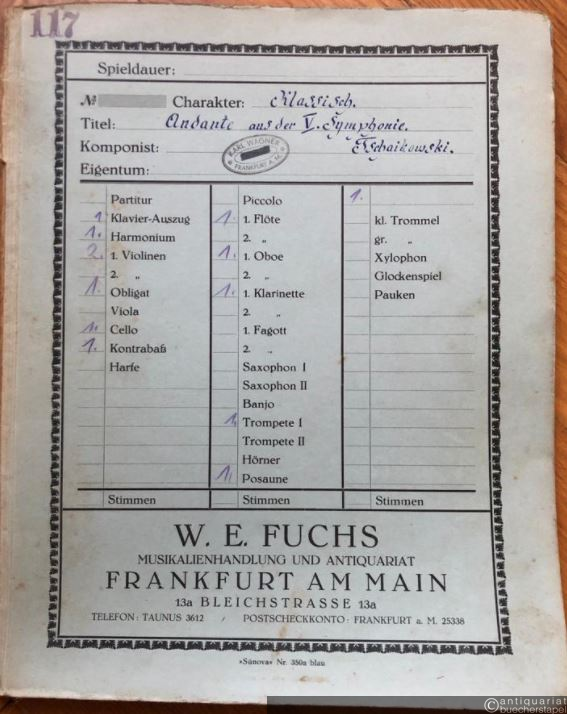 117
Spieldauer:
№ Charakter: Klassisch.
Titel: Andante aus der V. Symphonie.
Komponist: Tschaikowski.
KARL WAGNER
FRANKFURT A. M.
Eigentum:
Partitur
1 Klavier-Auszug
1. Harmonium
2. 1. Violinen
2. „
1. Obligat
Viola
1. Cello
1. Kontrabaß
Harfe
Stimmen
Piccolo
1. 1. Flöte
2. „
1. 1. Oboe
2. „
1. 1. Klarinette
2. „
1. Fagott
2. „
Saxophon I
Saxophon II
Banjo
1. Trompete I
Trompete II
Hörner
1. Posaune
Stimmen
1.
kl. Trommel
gr. „
Xylophon
Glockenspiel
Pauken
Stimmen
W. E. FUCHS
MUSIKALIENHANDLUNG UND ANTIQUARIAT
FRANKFURT AM MAIN
13a BLEICHSTRASSE 13a
TELEFON: TAUNUS 3612 / POSTSCHECKKONTO: FRANKFURT a. M. 25338
»Sünova« Nr. 350a blau
antiquariat
buecherstapel